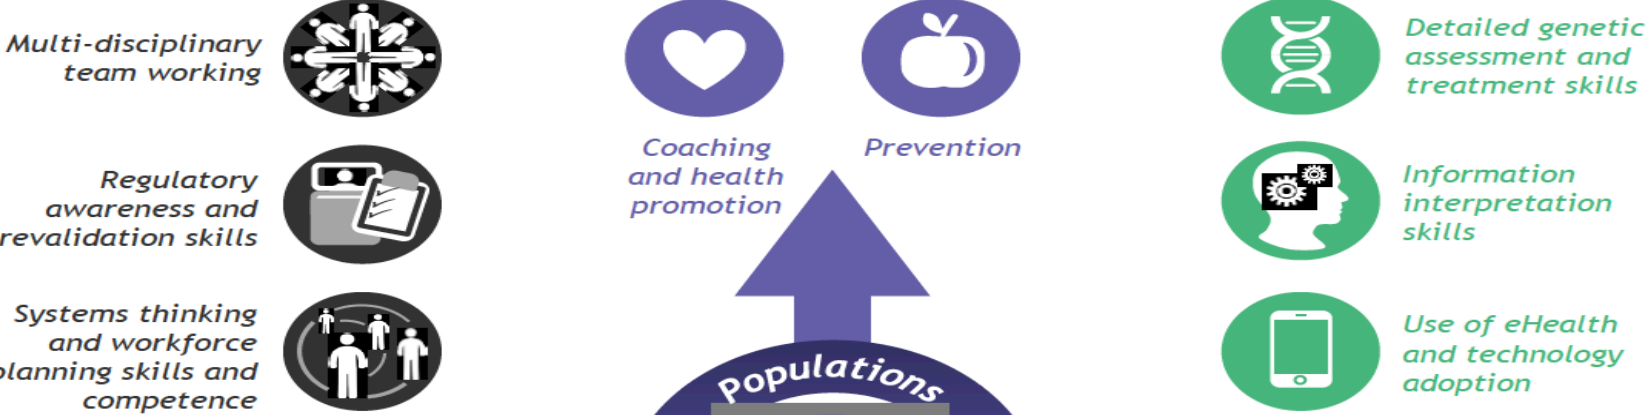 Multi-disciplinary
team working
Regulatory
awareness and
revalidation skills
Systems thinking
and workforce
planning skills and
competence
Coaching
and health
promotion
Prevention
Populations
Detailed genetic
assessment and
treatment skills
Information
interpretation
skills
Use of eHealth
and technology
adoption